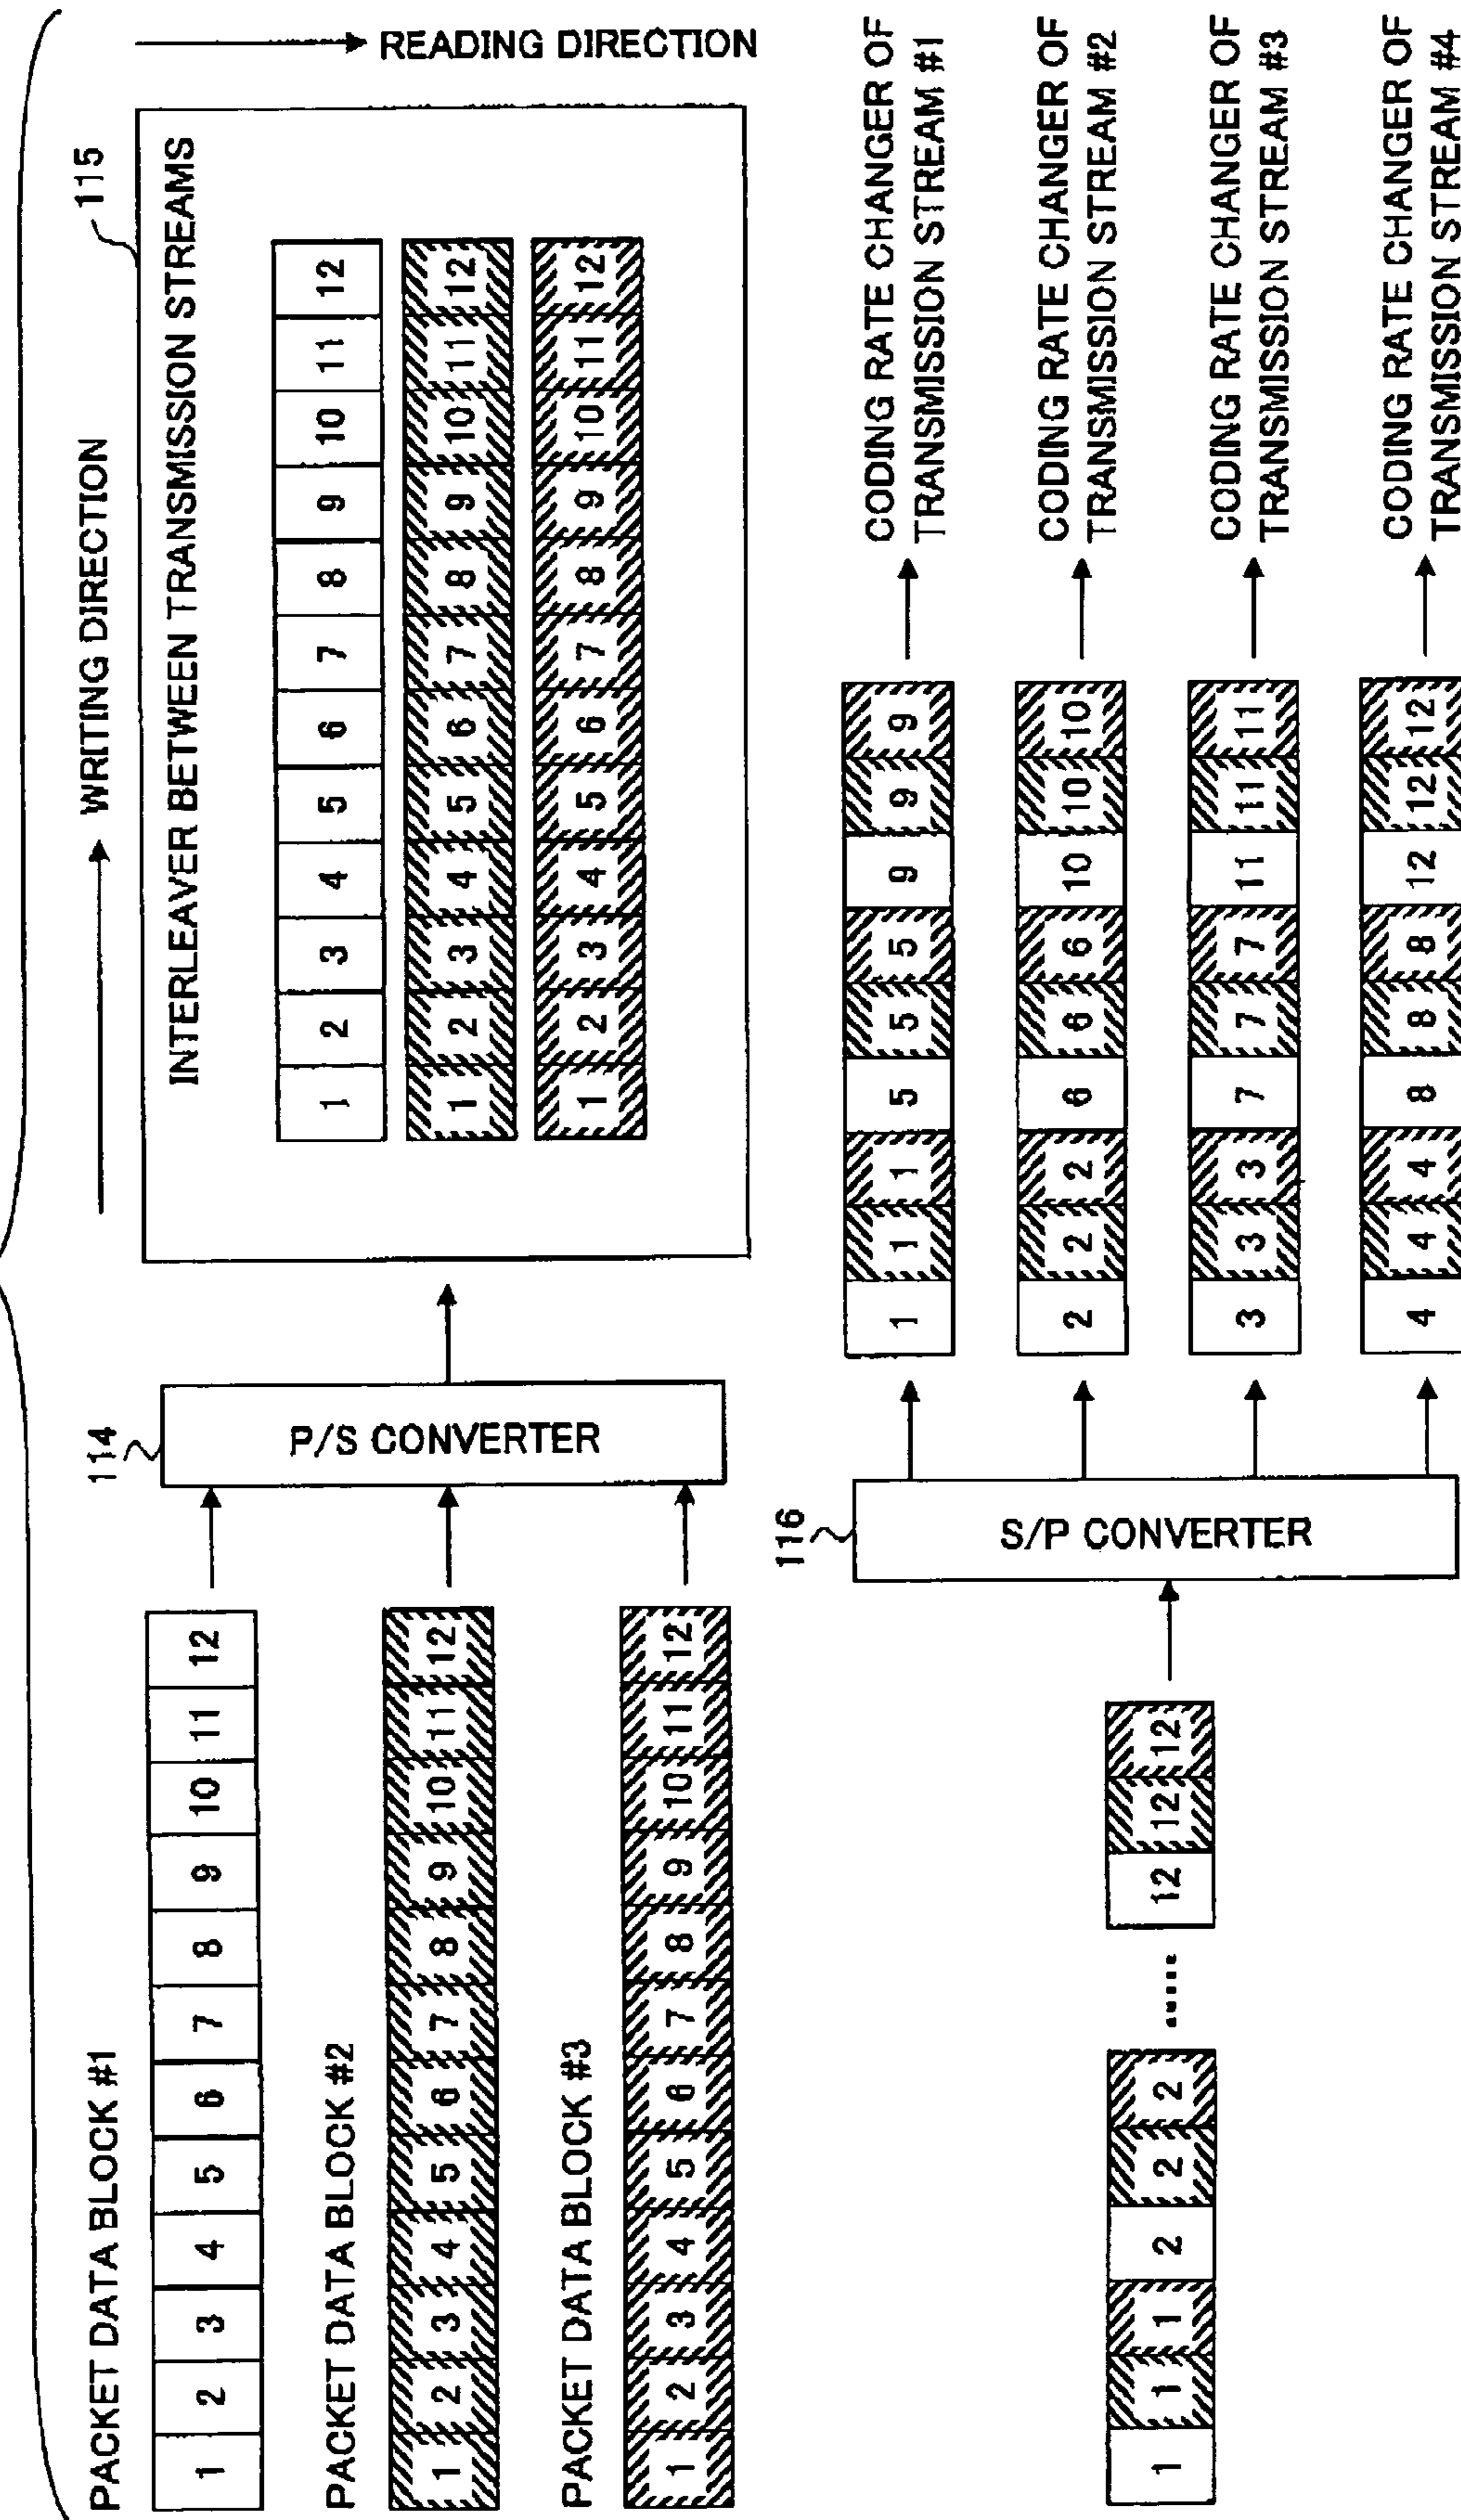 PACKET DATA BLOCK #1
1 2 3 4 5 6 7 8 9 10 11 12
PACKET DATA BLOCK #2
1 2 3 4 5 6 7 8 9 10 11 12
PACKET DATA BLOCK #3
1 2 3 4 5 6 7 8 9 10 11 12
114
P/S CONVERTER
WRITING DIRECTION
115
INTERLEAVER BETWEEN TRANSMISSION STREAMS
1 2 3 4 5 6 7 8 9 10 11 12
1 2 3 4 5 6 7 8 9 10 11 12
1 2 3 4 5 6 7 8 9 10 11 12
READING DIRECTION
1 1 1 2 2 2 ..... 12 12 12
116
S/P CONVERTER
1 1 1 5 5 5 9 9 9
CODING RATE CHANGER OF
TRANSMISSION STREAM #1
2 2 2 6 6 6 10 10 10
CODING RATE CHANGER OF
TRANSMISSION STREAM #2
3 3 3 7 7 7 11 11 11
CODING RATE CHANGER OF
TRANSMISSION STREAM #3
4 4 4 8 8 8 12 12 12
CODING RATE CHANGER OF
TRANSMISSION STREAM #4